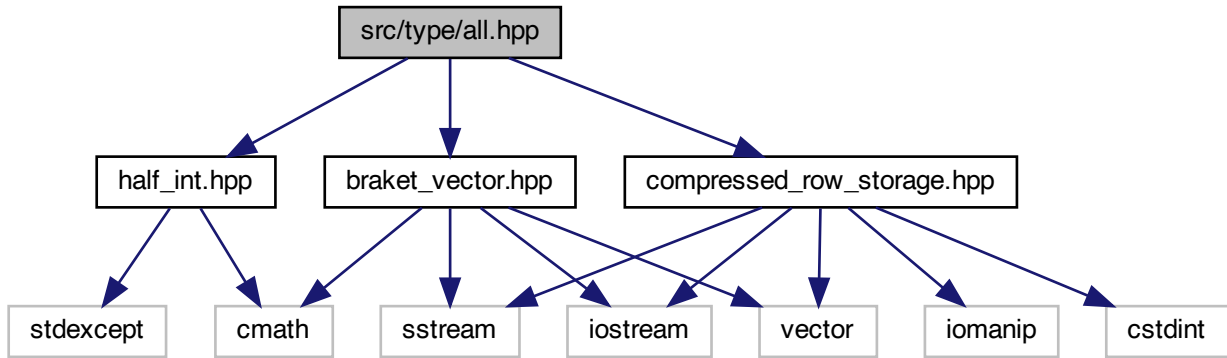 src/type/all.hpp
half_int.hpp
braket_vector.hpp
compressed_row_storage.hpp
stdexcept
cmath
sstream
iostream
vector
iomanip
cstdint